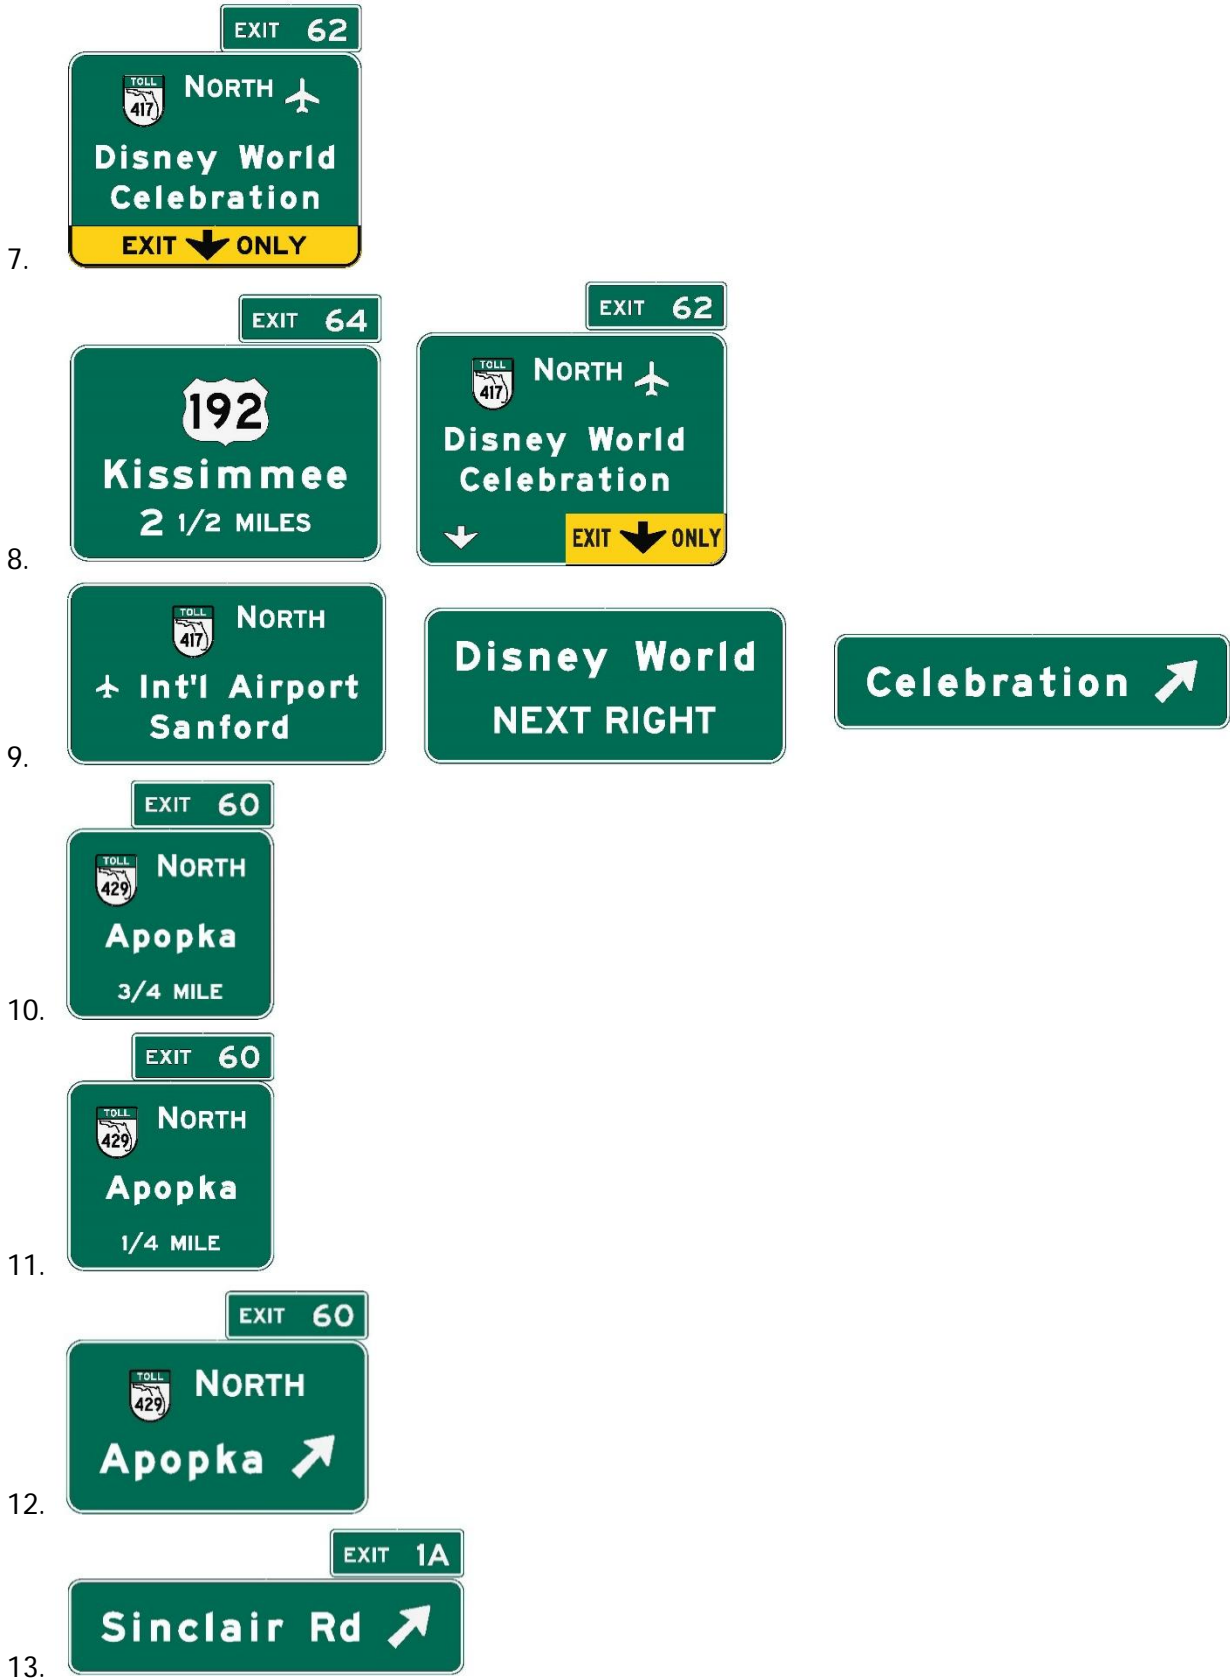 EXIT 62
TOLL 417 NORTH
Disney World
Celebration
EXIT ONLY
7.
EXIT 64
192
Kissimmee
2 1/2 MILES
EXIT 62
TOLL 417 NORTH
Disney World
Celebration
EXIT ONLY
8.
TOLL 417 NORTH
Int'l Airport
Sanford
Disney World
NEXT RIGHT
Celebration
9.
EXIT 60
TOLL 429 NORTH
Apopka
3/4 MILE
10.
EXIT 60
TOLL 429 NORTH
Apopka
1/4 MILE
11.
EXIT 60
TOLL 429 NORTH
Apopka
12.
EXIT 1A
Sinclair Rd
13.